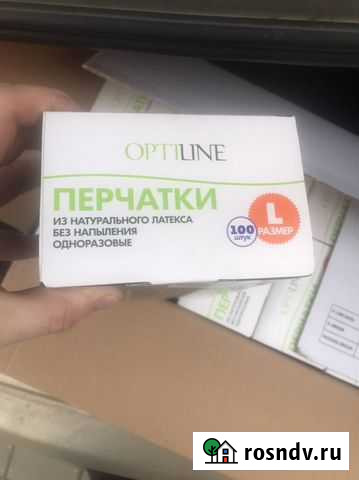 OPTILINE
ПЕРЧАТКИ
ИЗ НАТУРАЛЬНОГО ЛАТЕКСА
БЕЗ НАПЫЛЕНИЯ
ОДНОРАЗОВЫЕ
100
штук
L
РАЗМЕР
rosndv.ru